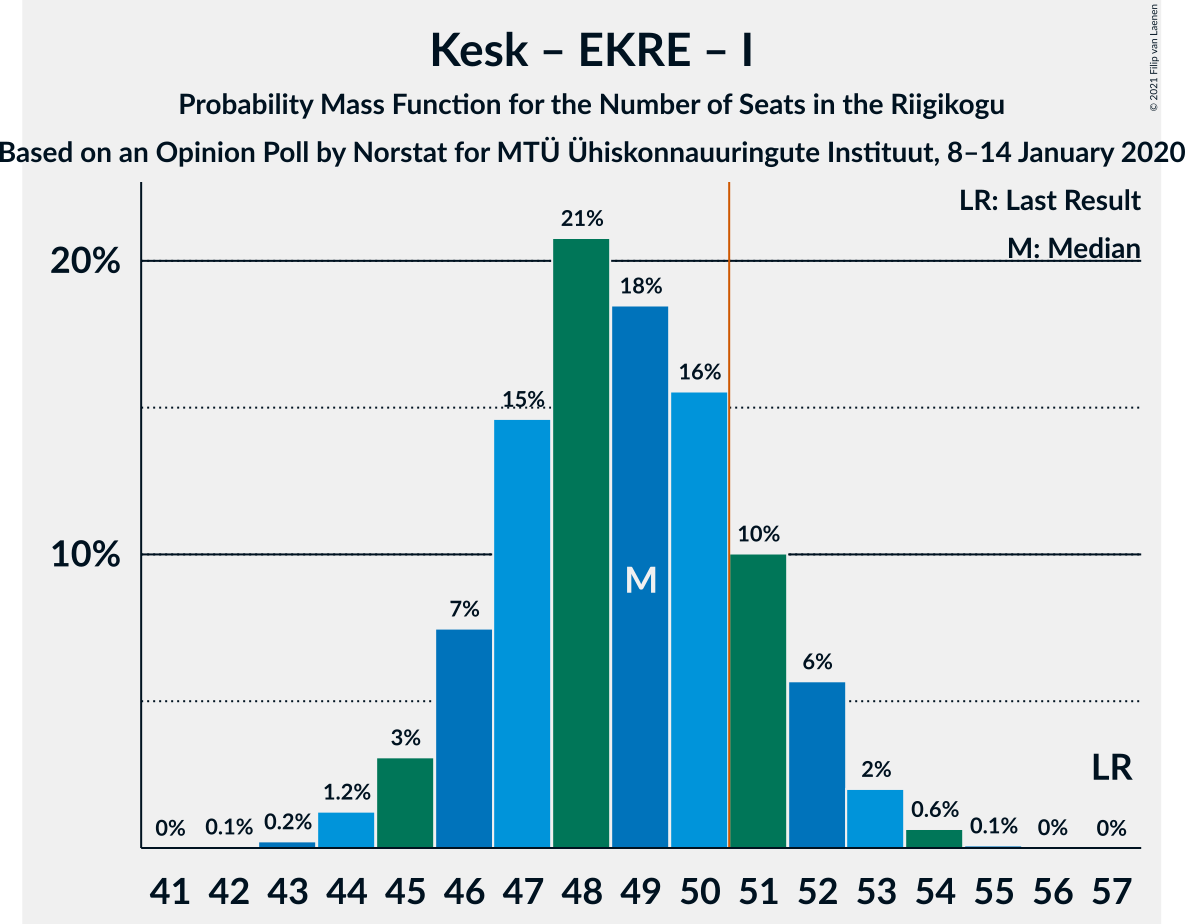 Kesk – EKRE – I
Probability Mass Function for the Number of Seats in the Riigikogu
Based on an Opinion Poll by Norstat for MTÜ Ühiskonnauuringute Instituut, 8–14 January 2020
© 2021 Filip van Laenen
LR: Last Result
M: Median
20%
10%
0%
0.1%
0.2%
1.2%
3%
7%
15%
21%
18%
16%
10%
6%
2%
0.6%
0.1%
0%
0%
M
LR
41 42 43 44 45 46 47 48 49 50 51 52 53 54 55 56 57